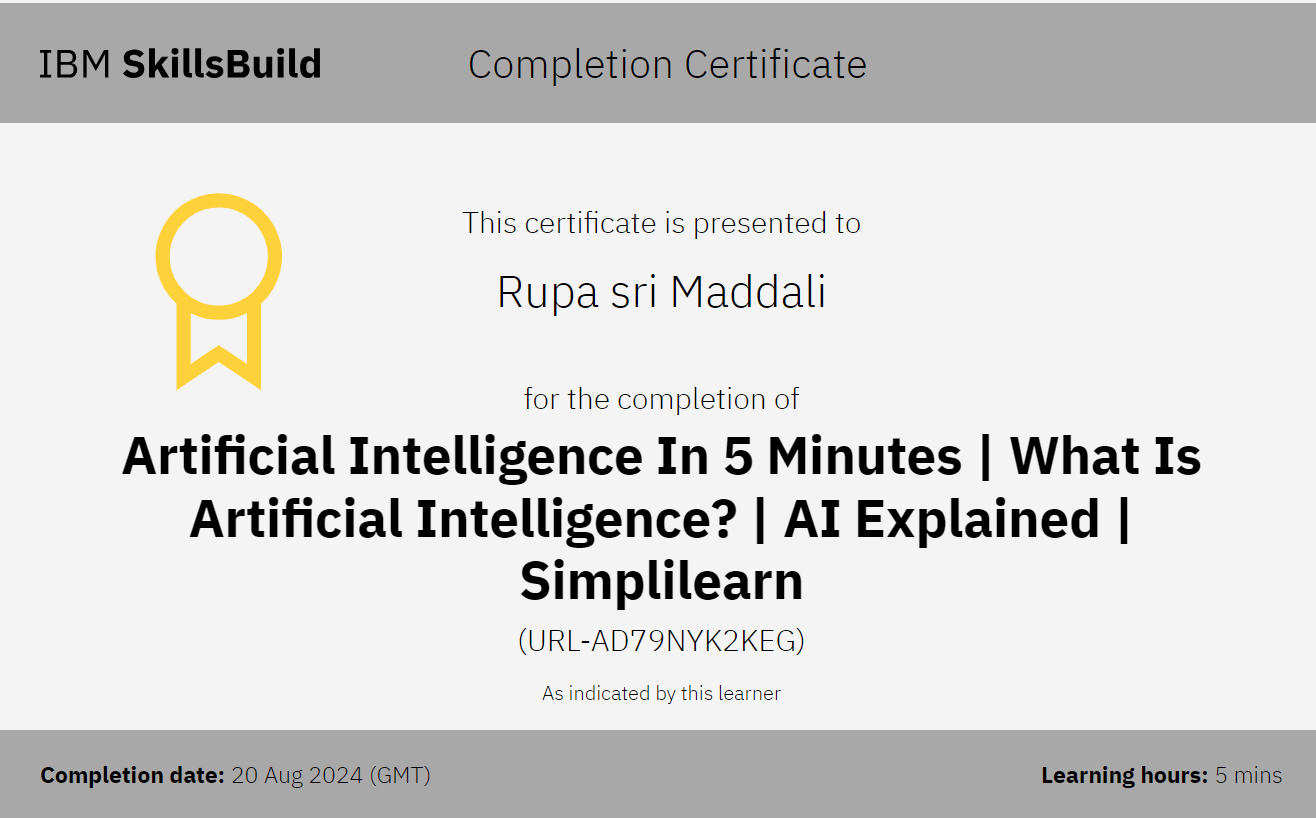 IBM SkillsBuild
Completion Certificate
This certificate is presented to
Rupa sri Maddali
for the completion of
Artificial Intelligence In 5 Minutes | What Is
Artificial Intelligence? | AI Explained |
Simplilearn
(URL-AD79NYK2KEG)
As indicated by this learner
Completion date: 20 Aug 2024 (GMT)
Learning hours: 5 mins